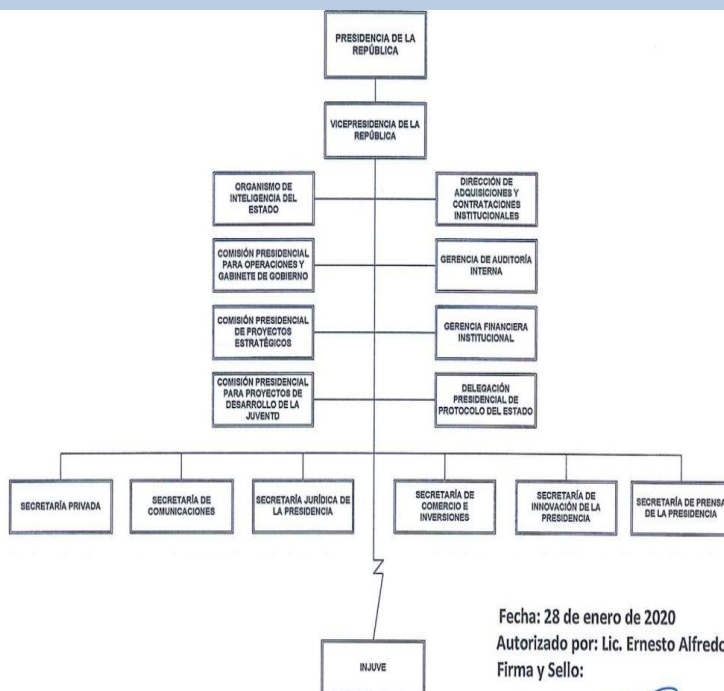 PRESIDENCIA DE LA
REPÚBLICA
VICEPRESIDENCIA DE LA
REPÚBLICA
ORGANISMO DE
INTELIGENCIA DEL
ESTADO
DIRECCIÓN DE
ADQUISICIONES Y
CONTRATACIONES
INSTITUCIONALES
COMISIÓN PRESIDENCIAL
PARA OPERACIONES Y
GABINETE DE GOBIERNO
GERENCIA DE AUDITORÍA
INTERNA
COMISIÓN PRESIDENCIAL
DE PROYECTOS
ESTRATÉGICOS
GERENCIA FINANCIERA
INSTITUCIONAL
COMISIÓN PRESIDENCIAL
PARA PROYECTOS DE
DESARROLLO DE LA
JUVENTD
DELEGACIÓN
PRESIDENCIAL DE
PROTOCOLO DEL ESTADO
SECRETARÍA PRIVADA
SECRETARÍA DE
COMUNICACIONES
SECRETARÍA JURÍDICA DE
LA PRESIDENCIA
SECRETARÍA DE
COMERCIO E
INVERSIONES
SECRETARÍA DE
INNOVACIÓN DE LA
PRESIDENCIA
SECRETARÍA DE PRENSA
DE LA PRESIDENCIA
INJUVE
Fecha: 28 de enero de 2020
Autorizado por: Lic. Ernesto Alfredo
Firma y Sello: